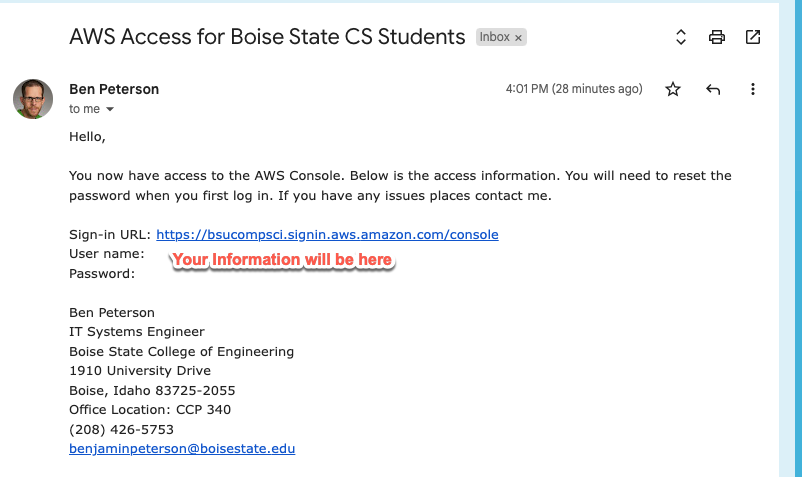 AWS Access for Boise State CS Students Inbox ×
Ben Peterson 4:01 PM (28 minutes ago)
to me
Hello,
You now have access to the AWS Console. Below is the access information. You will need to reset the
password when you first log in. If you have any issues places contact me.
Sign-in URL: https://bsucompsci.signin.aws.amazon.com/console
User name:
Your Information will be here
Password:
Ben Peterson
IT Systems Engineer
Boise State College of Engineering
1910 University Drive
Boise, Idaho 83725-2055
Office Location: CCP 340
(208) 426-5753
benjaminpeterson@boisestate.edu